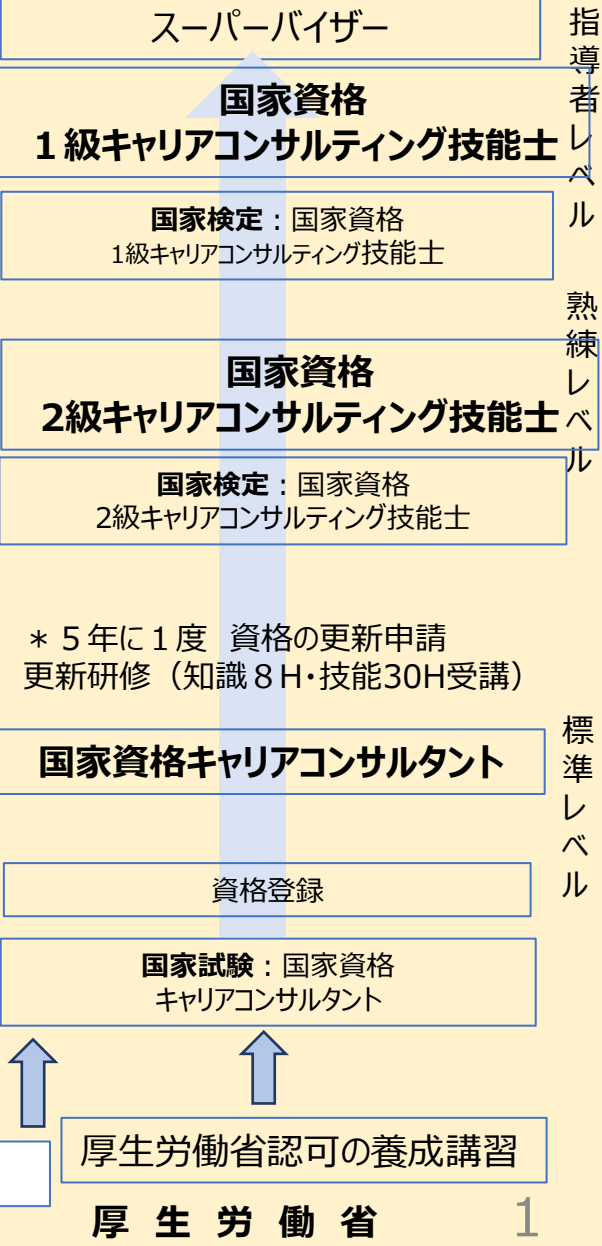 スーパーバイザー
指導者レベル
国家資格
１級キャリアコンサルティング技能士
国家検定：国家資格
1級キャリアコンサルティング技能士
熟練レベル
国家資格
2級キャリアコンサルティング技能士
国家検定：国家資格
2級キャリアコンサルティング技能士
＊５年に１度 資格の更新申請
更新研修（知識８H・技能30H受講）
標準レベル
国家資格キャリアコンサルタント
資格登録
国家試験：国家資格
キャリアコンサルタント
厚生労働省認可の養成講習
厚生労働省
1